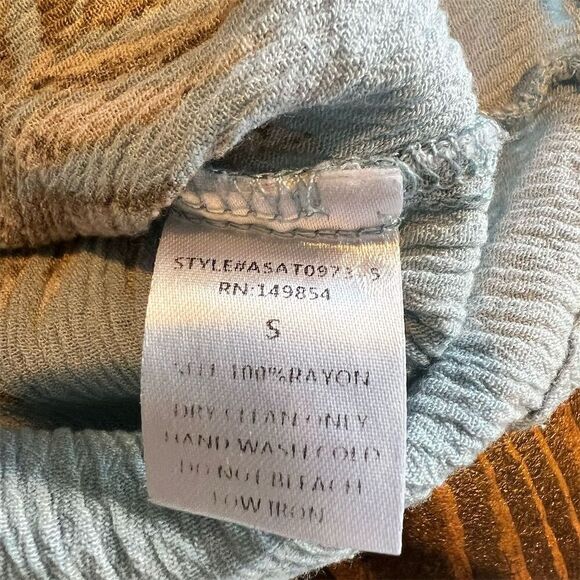 RN:149854
S
SELF 100%RAYON
DRY CLEAN ONLY
HAND WASH COLD
DO NOT BLEACH
LOW IRON